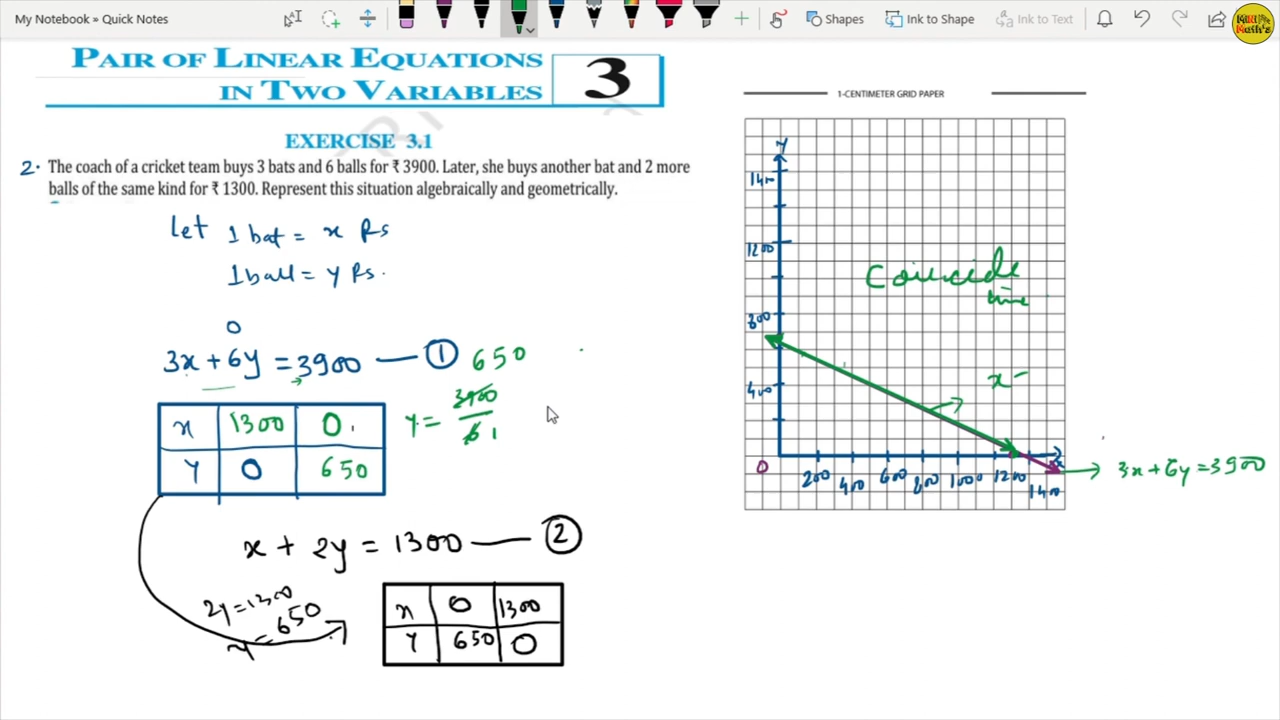 My Notebook » Quick Notes
Shapes
Ink to Shape
Ink to Text
PAIR OF LINEAR EQUATIONS
IN TWO VARIABLES
3
EXERCISE 3.1
2. The coach of a cricket team buys 3 bats and 6 balls for ₹ 3900. Later, she buys another bat and 2 more
balls of the same kind for ₹ 1300. Represent this situation algebraically and geometrically.
Let 1 bat = x Rs
1 ball = y Rs.
0
3x + 6y = 3900 — ①
650
y = 3900
6 1
x 1300 0
y 0 650
x + 2y = 1300 — ②
2y = 1300
y = 650
x 0 1300
y 650 0
1-CENTIMETER GRID PAPER
Y
1400
1200
800
400
Coincide
line
x -
0
200 400 600 800 1000 1200 1400
3x + 6y = 3900